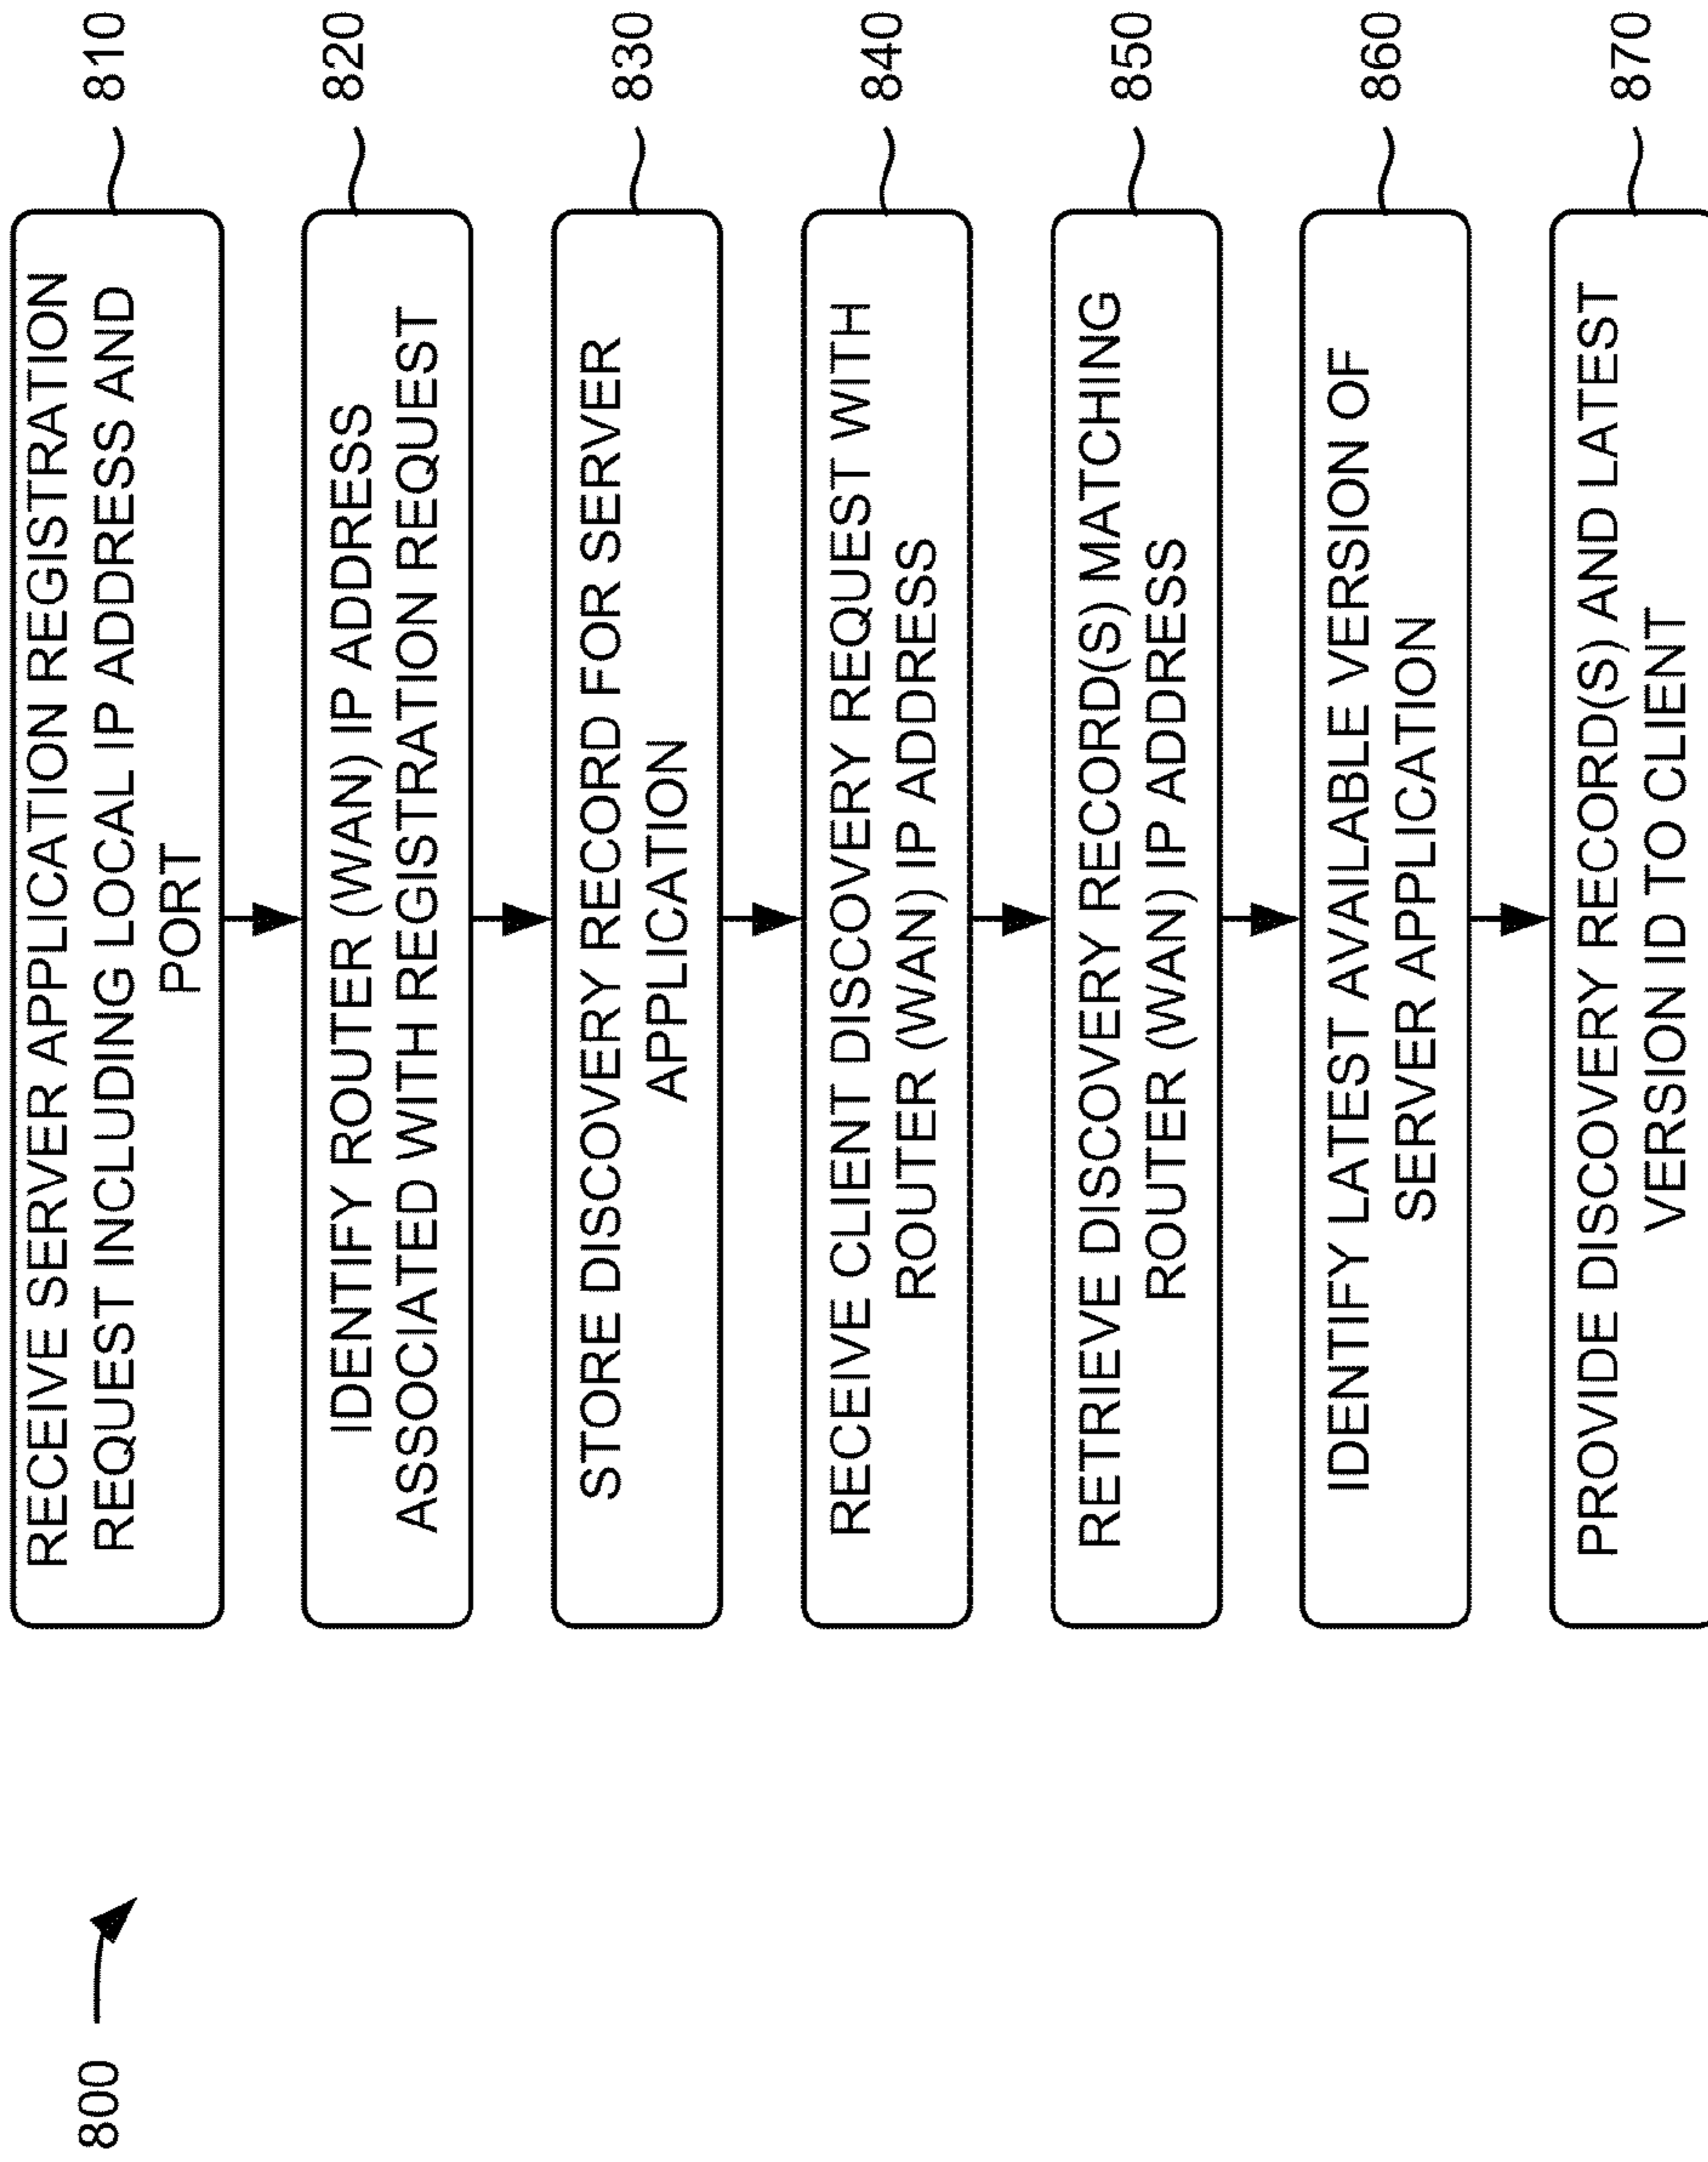 800
RECEIVE SERVER APPLICATION REGISTRATION
REQUEST INCLUDING LOCAL IP ADDRESS AND
PORT
810
IDENTIFY ROUTER (WAN) IP ADDRESS
ASSOCIATED WITH REGISTRATION REQUEST
820
STORE DISCOVERY RECORD FOR SERVER
APPLICATION
830
RECEIVE CLIENT DISCOVERY REQUEST WITH
ROUTER (WAN) IP ADDRESS
840
RETRIEVE DISCOVERY RECORD(S) MATCHING
ROUTER (WAN) IP ADDRESS
850
IDENTIFY LATEST AVAILABLE VERSION OF
SERVER APPLICATION
860
PROVIDE DISCOVERY RECORD(S) AND LATEST
VERSION ID TO CLIENT
870